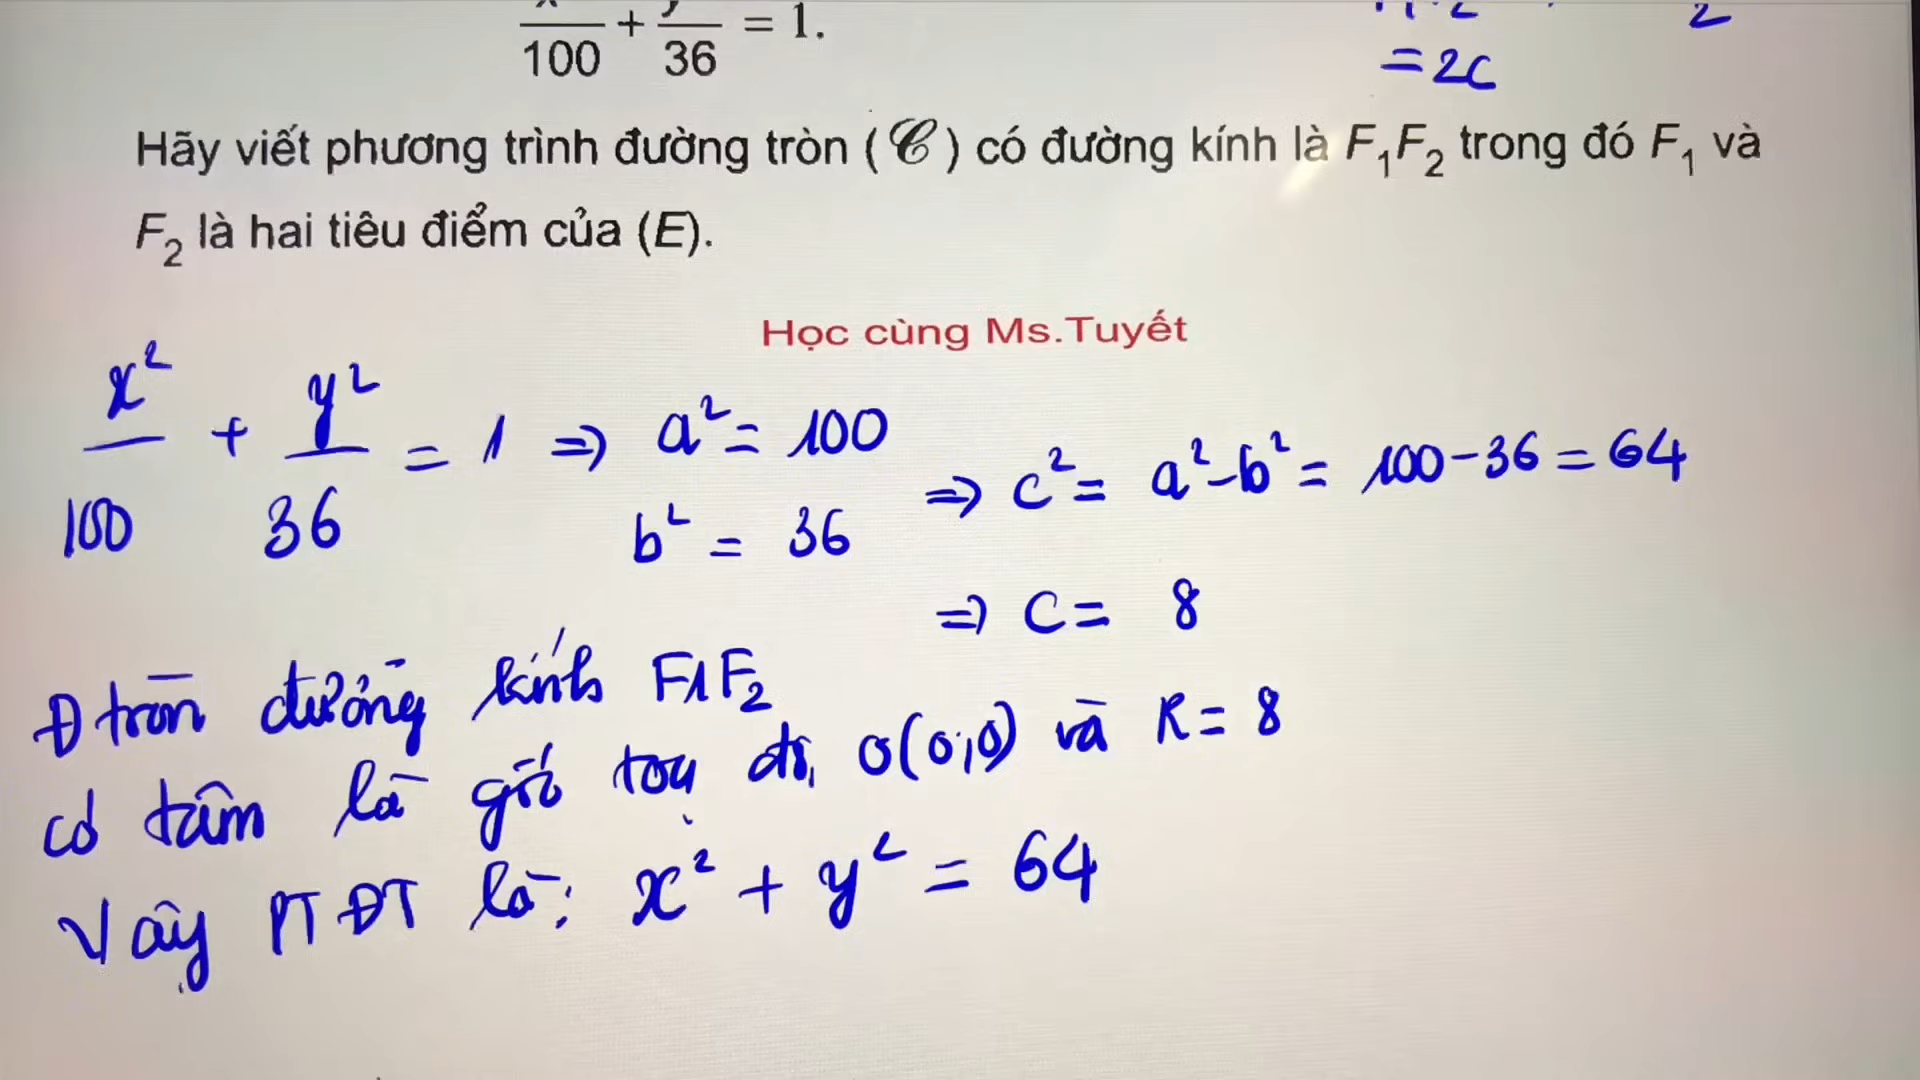 100 + 36 = 1.
= 2c
Hãy viết phương trình đường tròn (𝒞) có đường kính là F₁F₂ trong đó F₁ và
F₂ là hai tiêu điểm của (E).
Học cùng Ms.Tuyết
x²/100 + y²/36 = 1 => a² = 100
b² = 36
=> c² = a² - b² = 100 - 36 = 64
=> c = 8
Đ tròn đường kính F1F2
có tâm là gốc toạ độ O(0;0) và R = 8
Vậy PTĐT là: x² + y² = 64